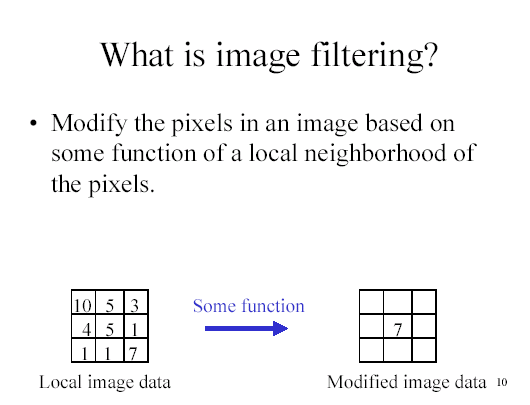 What is image filtering?
• Modify the pixels in an image based on
some function of a local neighborhood of
the pixels.
10 5 3
4 5 1
1 1 7
Some function
7
Local image data
Modified image data
10